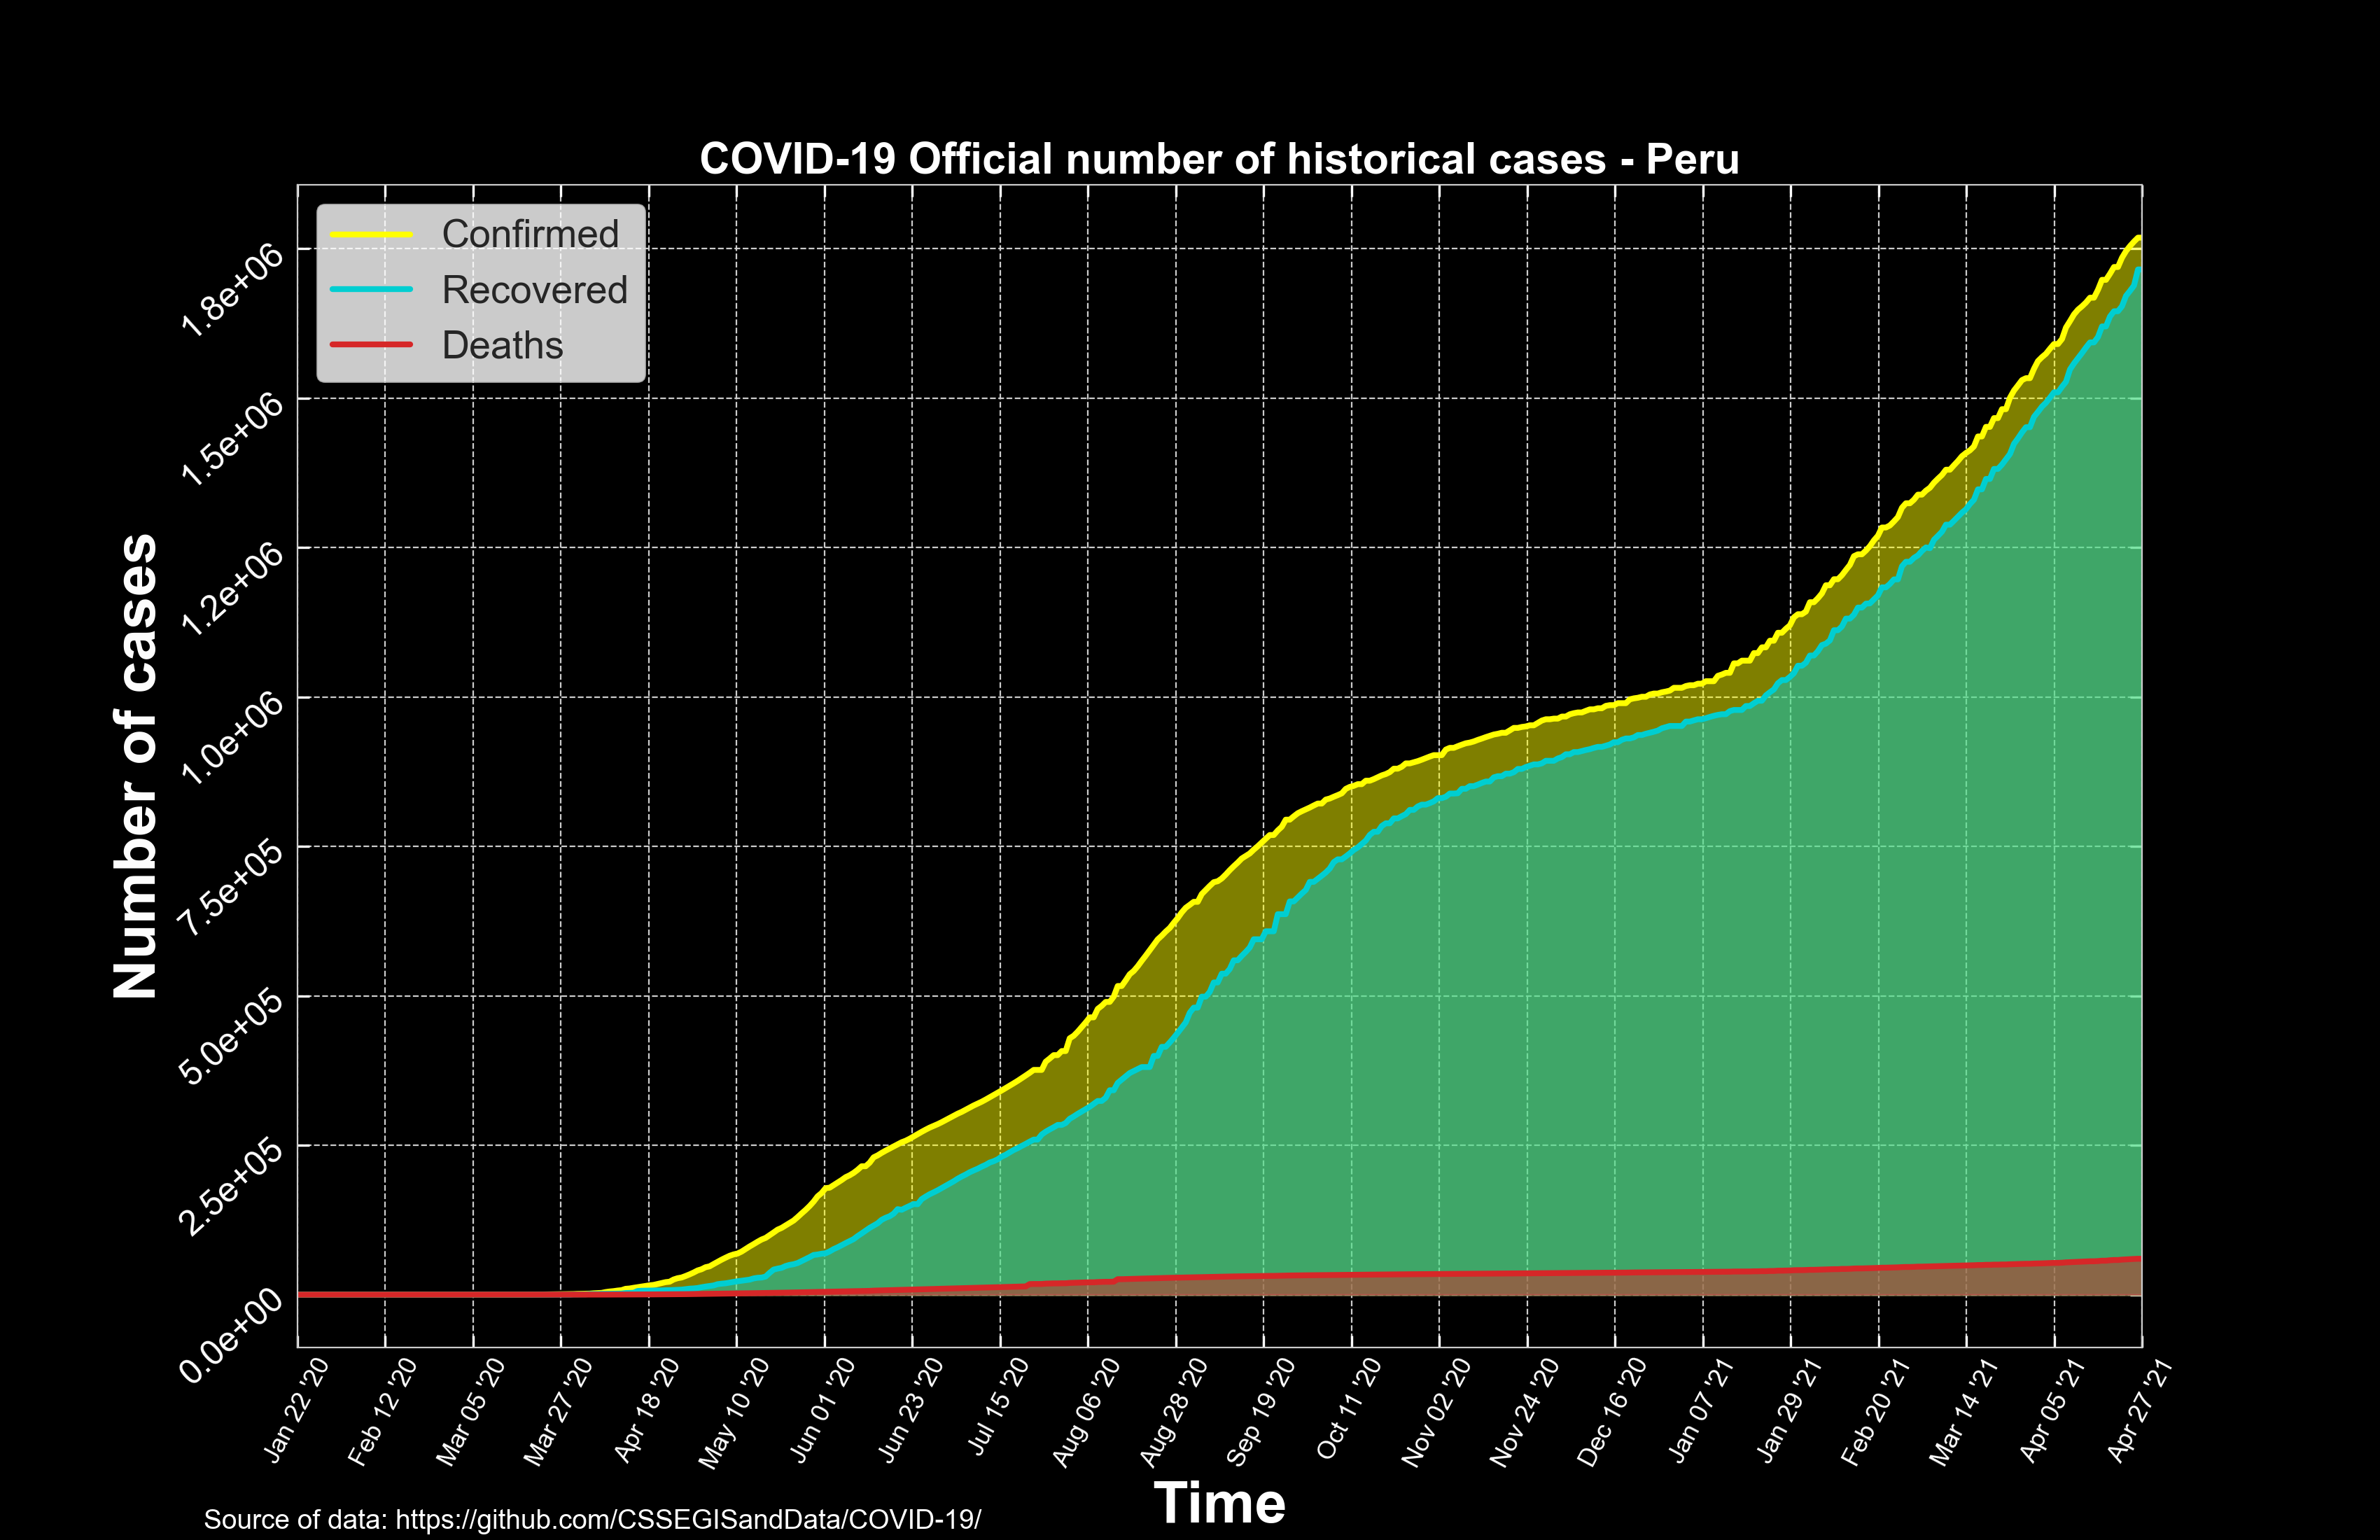 COVID-19 Official number of historical cases - Peru
Confirmed
Recovered
Deaths
Number of cases
1.8e+06
1.5e+06
1.2e+06
1.0e+06
7.5e+05
5.0e+05
2.5e+05
0.0e+00
Jan 22 '20
Feb 12 '20
Mar 05 '20
Mar 27 '20
Apr 18 '20
May 10 '20
Jun 01 '20
Jun 23 '20
Jul 15 '20
Aug 06 '20
Aug 28 '20
Sep 19 '20
Oct 11 '20
Nov 02 '20
Nov 24 '20
Dec 16 '20
Jan 07 '21
Jan 29 '21
Feb 20 '21
Mar 14 '21
Apr 05 '21
Apr 27 '21
Time
Source of data: https://github.com/CSSEGISandData/COVID-19/